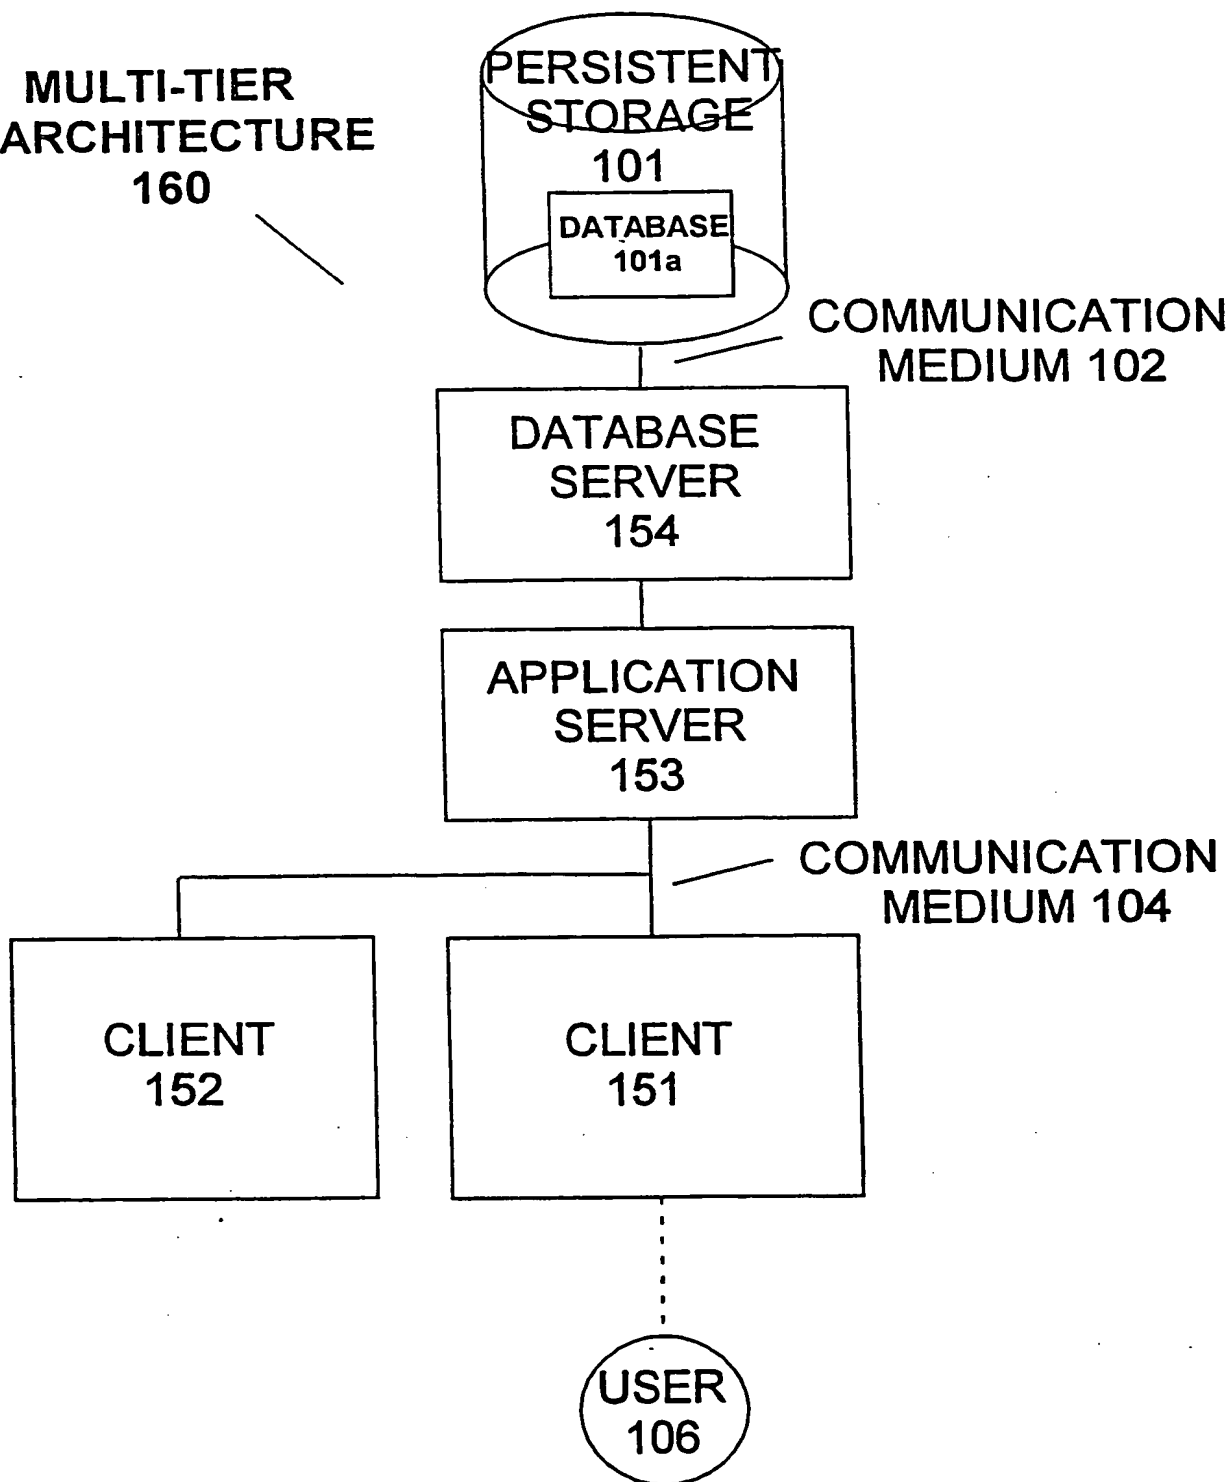 MULTI-TIER
ARCHITECTURE
160
PERSISTENT
STORAGE
101
DATABASE
101a
COMMUNICATION
MEDIUM 102
DATABASE
SERVER
154
APPLICATION
SERVER
153
COMMUNICATION
MEDIUM 104
CLIENT
152
CLIENT
151
USER
106